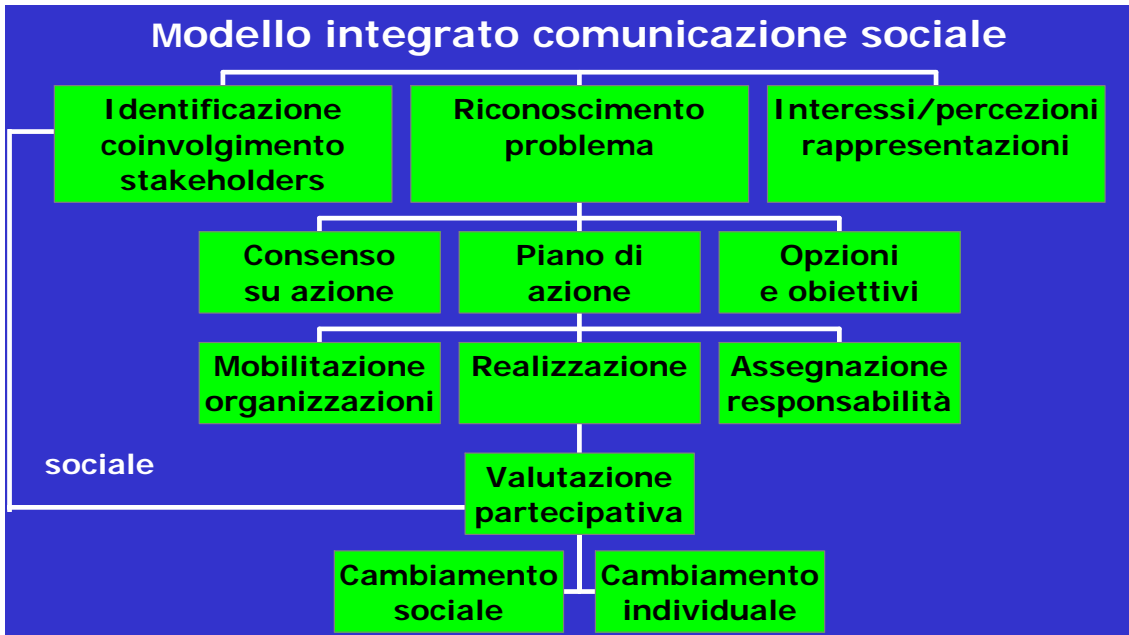 Modello integrato comunicazione sociale
Identificazione
coinvolgimento
stakeholders
Riconoscimento
problema
Interessi/percezioni
rappresentazioni
Consenso
su azione
Piano di
azione
Opzioni
e obiettivi
Mobilitazione
organizzazioni
Realizzazione
Assegnazione
responsabilità
sociale
Valutazione
partecipativa
Cambiamento
sociale
Cambiamento
individuale